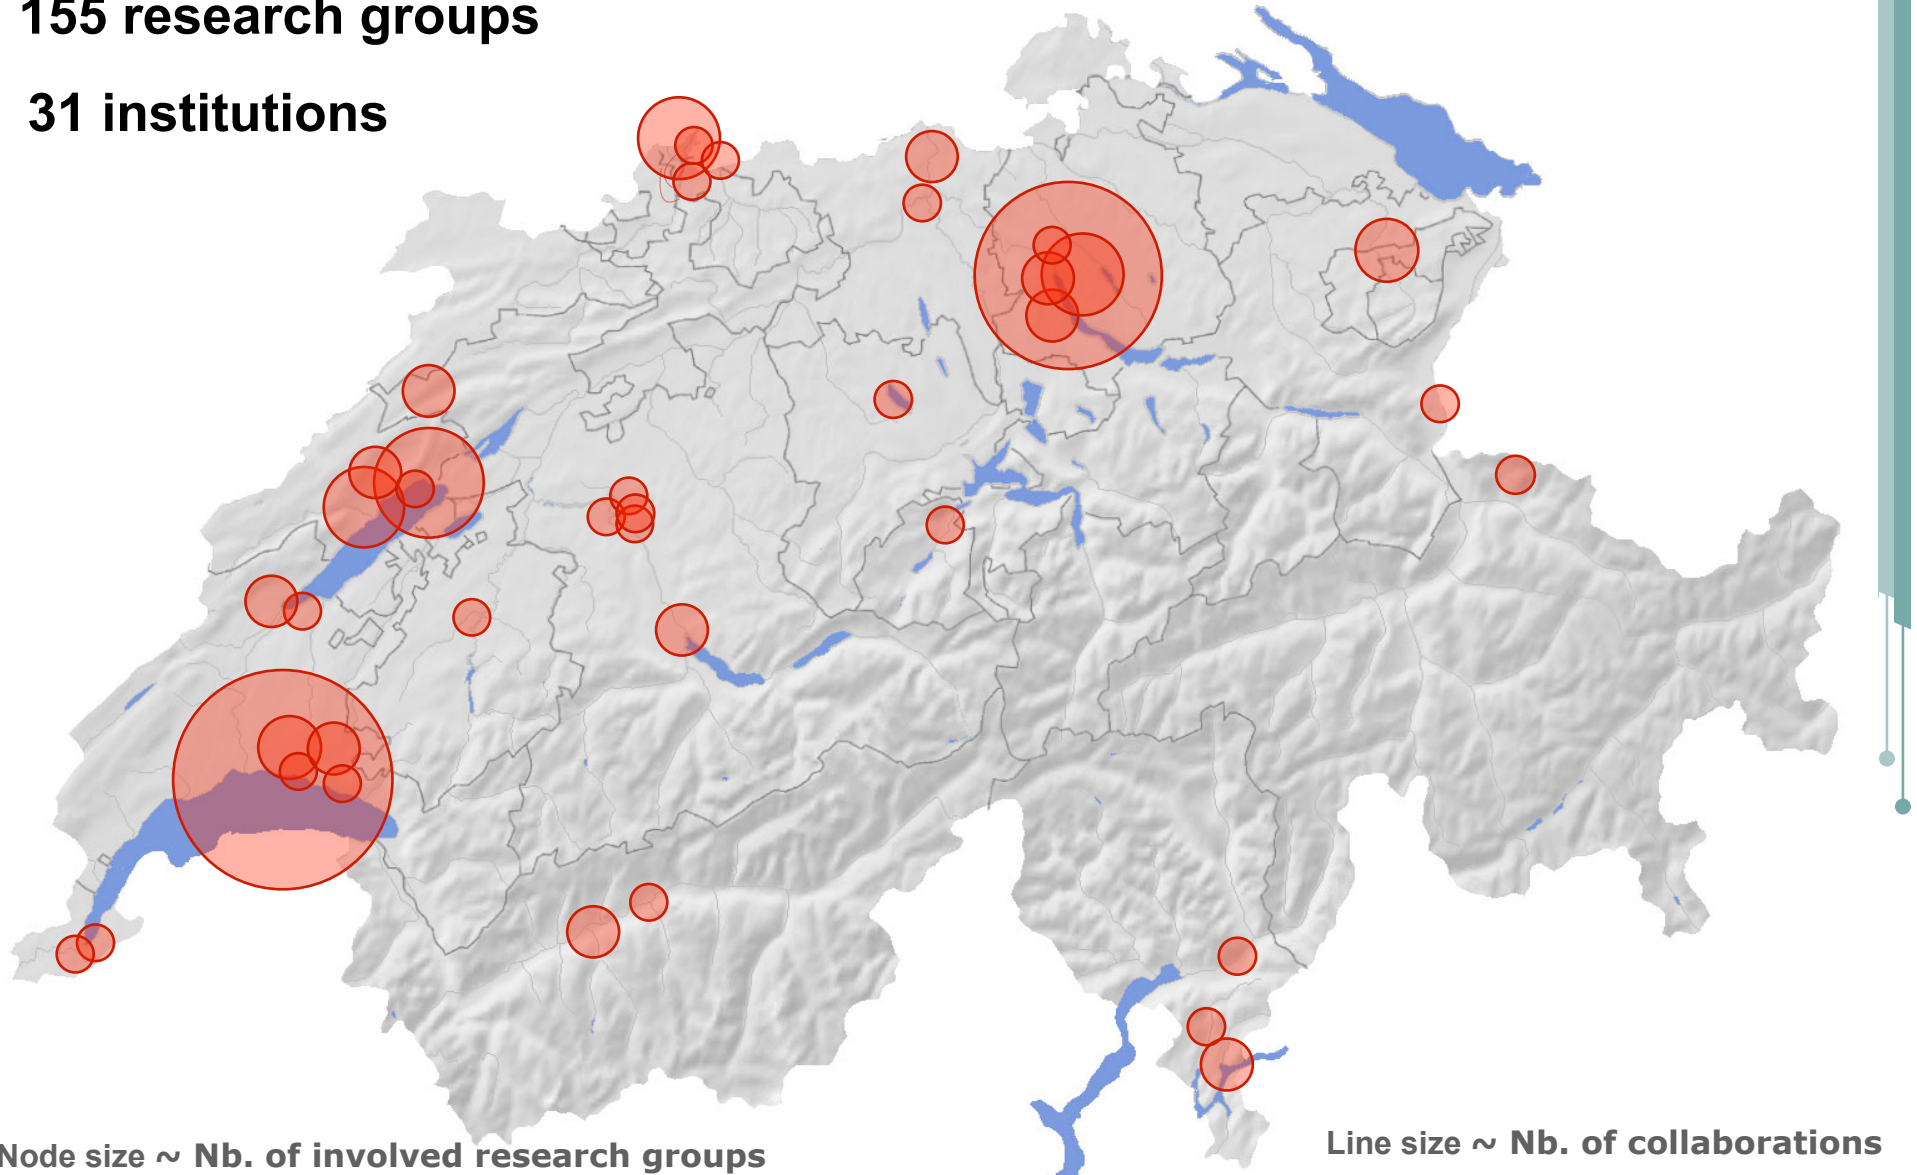 155 research groups
31 institutions
Node size ~ Nb. of involved research groups
Line size ~ Nb. of collaborations